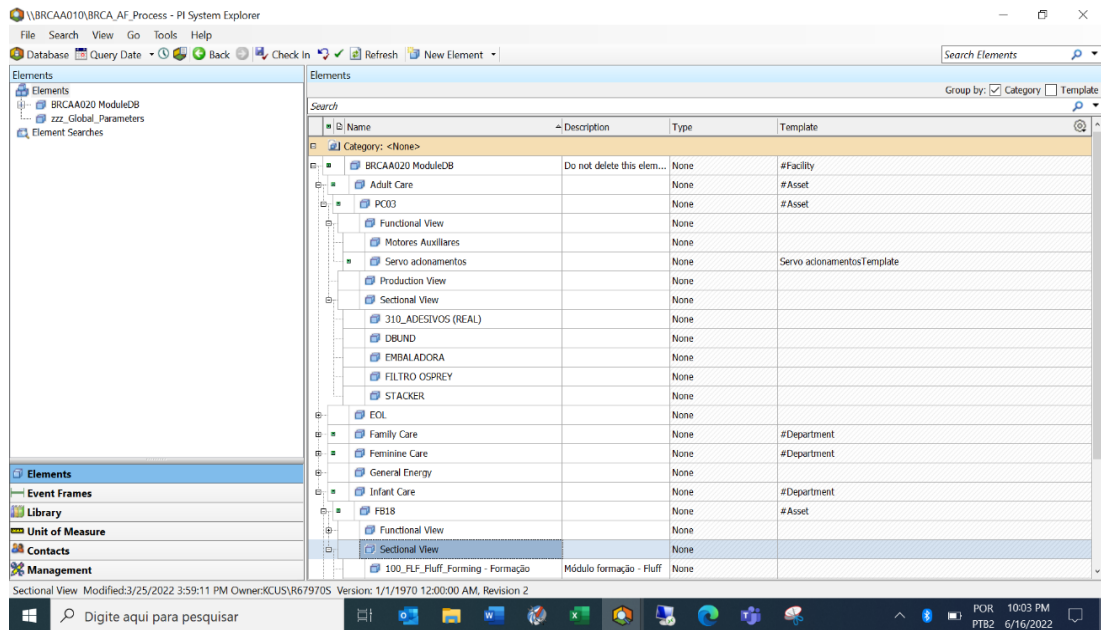 \\BRCAA010\BRCA_AF_Process - PI System Explorer
File Search View Go Tools Help
Database Query Date Back Check In Refresh New Element Search Elements
Elements
Elements
BRCAA020 ModuleDB
zzz_Global_Parameters
Element Searches
Elements
Event Frames
Library
Unit of Measure
Contacts
Management
Elements
Group by: Category Template
Search
Name Description Type Template
Category: <None>
BRCAA020 ModuleDB Do not delete this elem... None #Facility
Adult Care None #Asset
PC03 None #Asset
Functional View None
Motores Auxiliares None
Servo acionamentos None Servo acionamentosTemplate
Production View None
Sectional View None
310_ADESIVOS (REAL) None
DBUND None
EMBALADORA None
FILTRO OSPREY None
STACKER None
EOL None
Family Care None #Department
Feminine Care None #Department
General Energy None
Infant Care None #Department
FB18 None #Asset
Functional View None
Sectional View None
100_FLF_Fluff_Forming - Formação Módulo formação - Fluff None
Sectional View Modified:3/25/2022 3:59:11 PM Owner:KCUS\R67970S Version: 1/1/1970 12:00:00 AM, Revision 2
Digite aqui para pesquisar
POR 10:03 PM
PTB2 6/16/2022